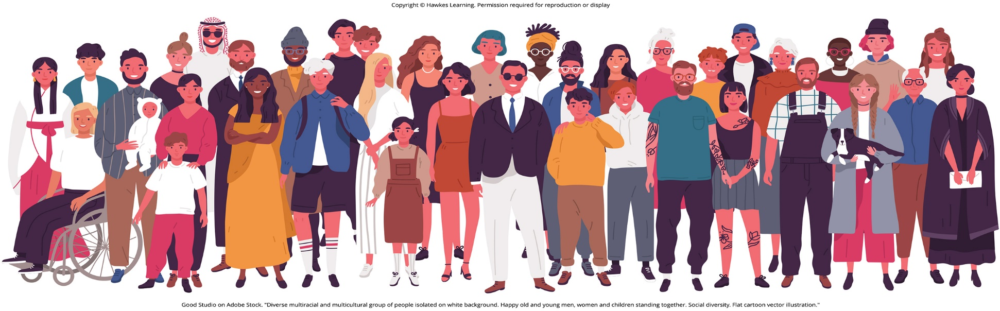 Copyright © Hawkes Learning. Permission required for reproduction or display
Good Studio on Adobe Stock. "Diverse multiracial and multicultural group of people isolated on white background. Happy old and young men, women and children standing together. Social diversity. Flat cartoon vector illustration."